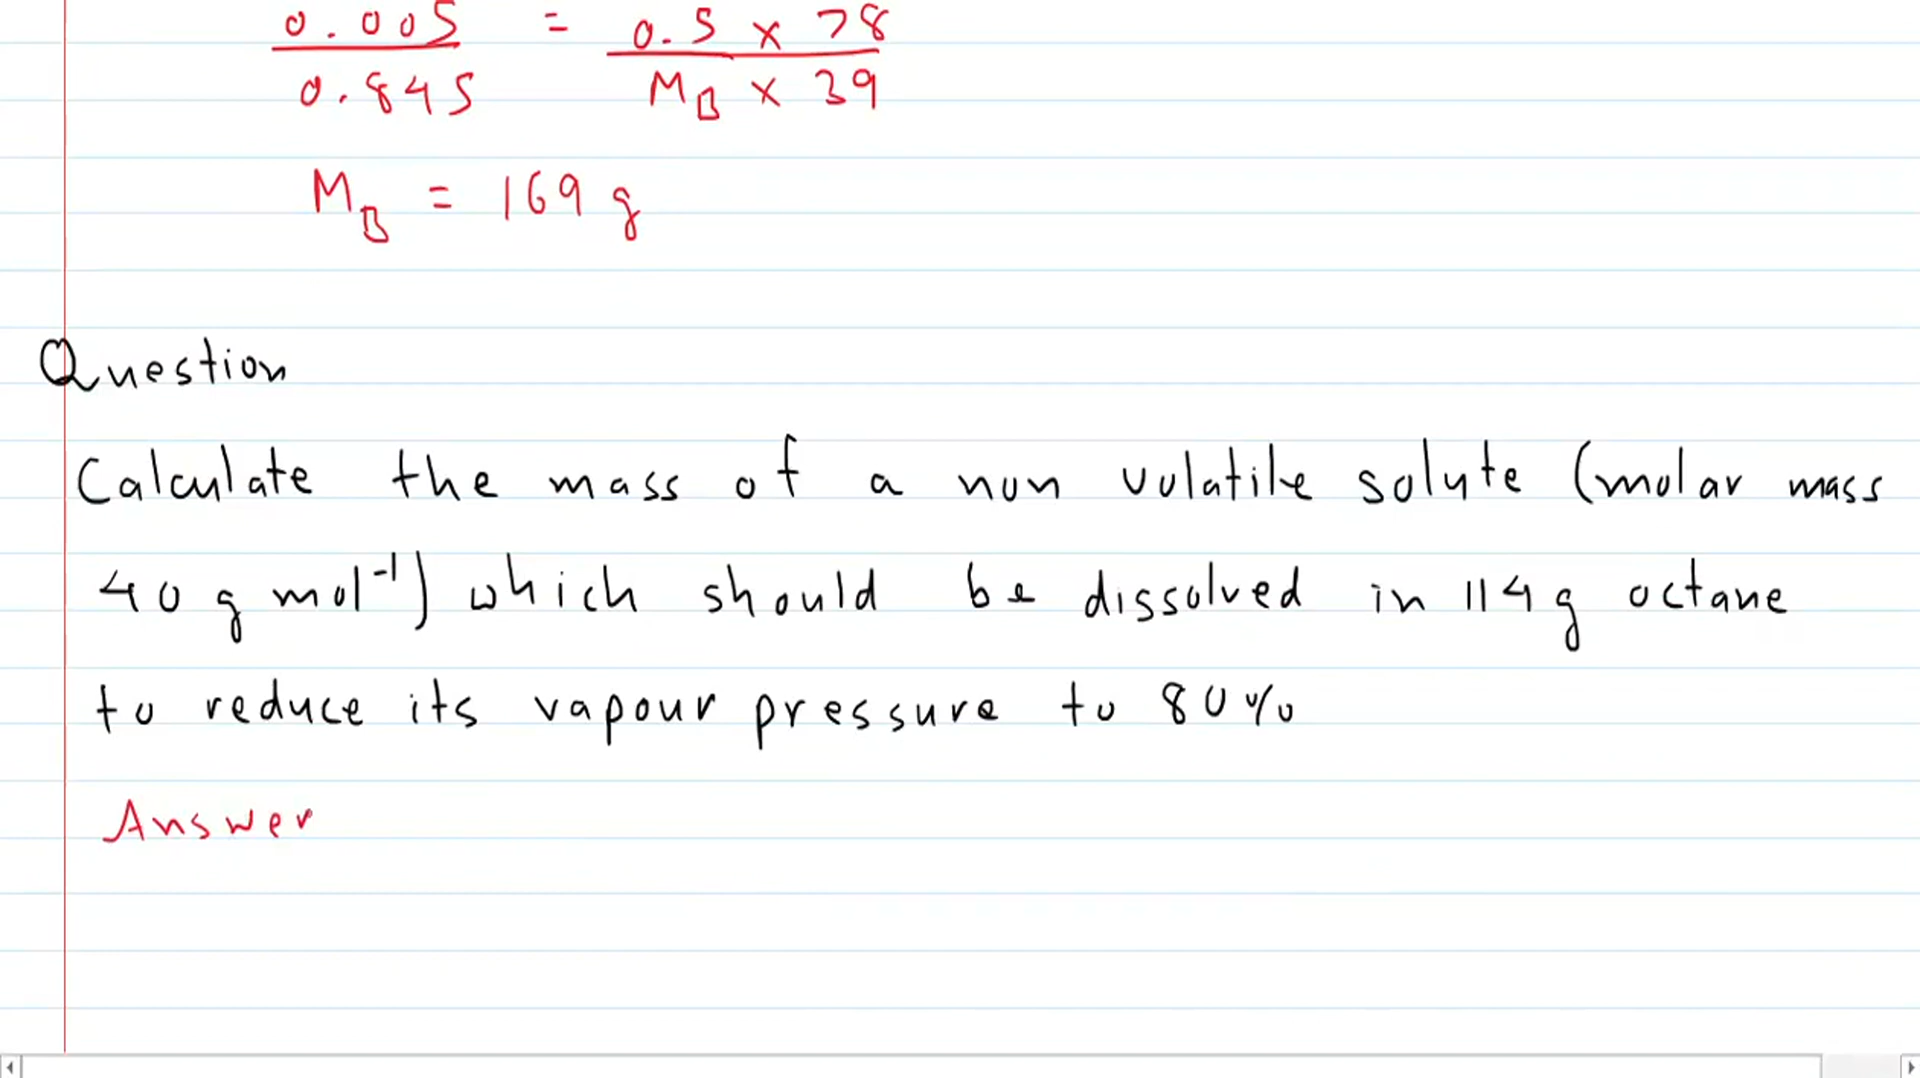 0.005 = 0.5 x 78
0.845 M_B x 39
M_B = 169 g
Question
Calculate the mass of a non volatile solute (molar mass
40 g mol⁻¹) which should be dissolved in 114 g octane
to reduce its vapour pressure to 80%
Answer